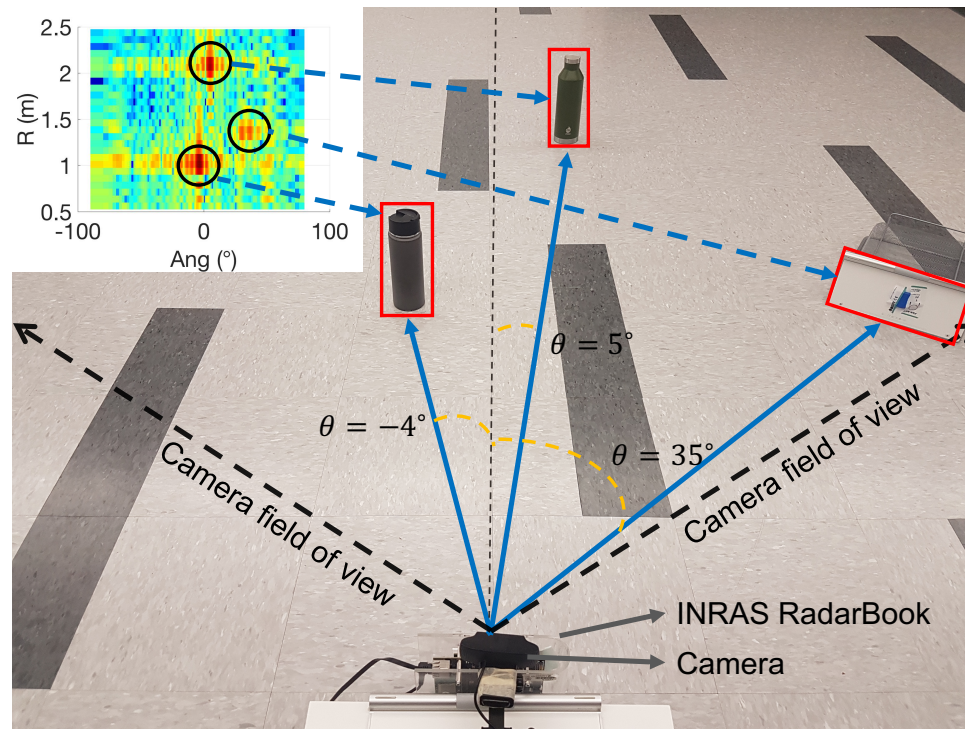 2.5
2
1.5
1
0.5
R (m)
-100
0
100
Ang (°)
θ = 5°
θ = −4°
θ = 35°
Camera field of view
Camera field of view
INRAS RadarBook
Camera